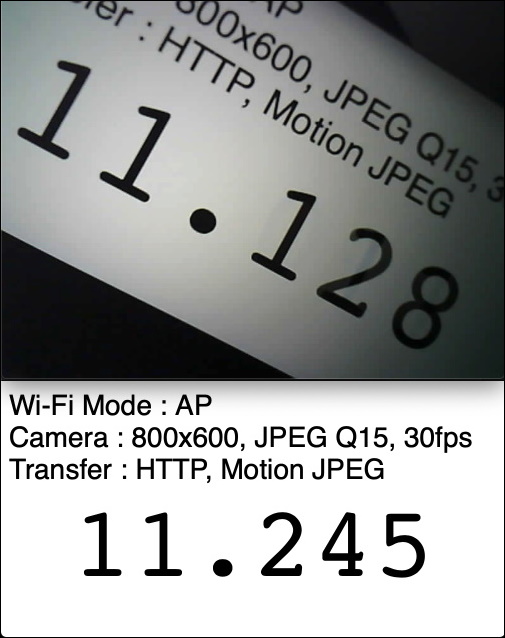 AP
800x600, JPEG Q15, 3
fer : HTTP, Motion JPEG
11.128
Wi-Fi Mode : AP
Camera : 800x600, JPEG Q15, 30fps
Transfer : HTTP, Motion JPEG
11.245